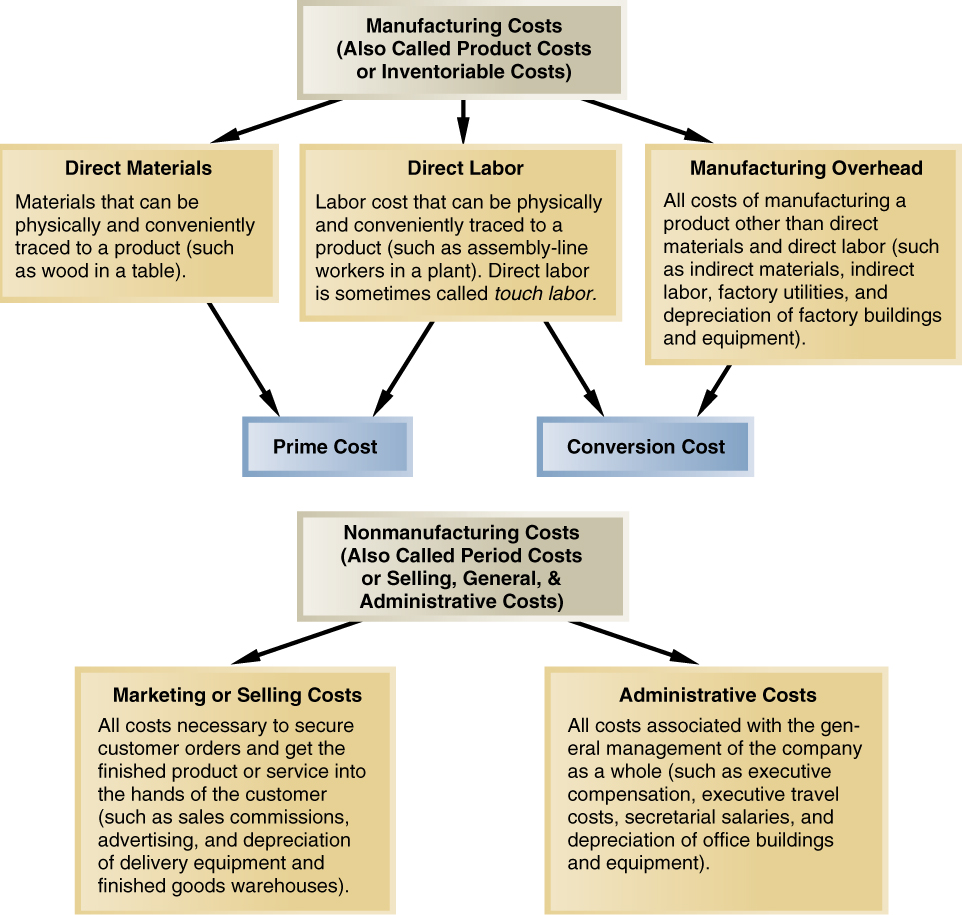 Manufacturing Costs
(Also Called Product Costs
or Inventoriable Costs)
Direct Materials
Materials that can be
physically and conveniently
traced to a product (such
as wood in a table).
Direct Labor
Labor cost that can be physically
and conveniently traced to a
product (such as assembly-line
workers in a plant). Direct labor
is sometimes called touch labor.
Manufacturing Overhead
All costs of manufacturing a
product other than direct
materials and direct labor (such
as indirect materials, indirect
labor, factory utilities, and
depreciation of factory buildings
and equipment).
Prime Cost
Conversion Cost
Nonmanufacturing Costs
(Also Called Period Costs
or Selling, General, &
Administrative Costs)
Marketing or Selling Costs
All costs necessary to secure
customer orders and get the
finished product or service into
the hands of the customer
(such as sales commissions,
advertising, and depreciation
of delivery equipment and
finished goods warehouses).
Administrative Costs
All costs associated with the gen-
eral management of the company
as a whole (such as executive
compensation, executive travel
costs, secretarial salaries, and
depreciation of office buildings
and equipment).